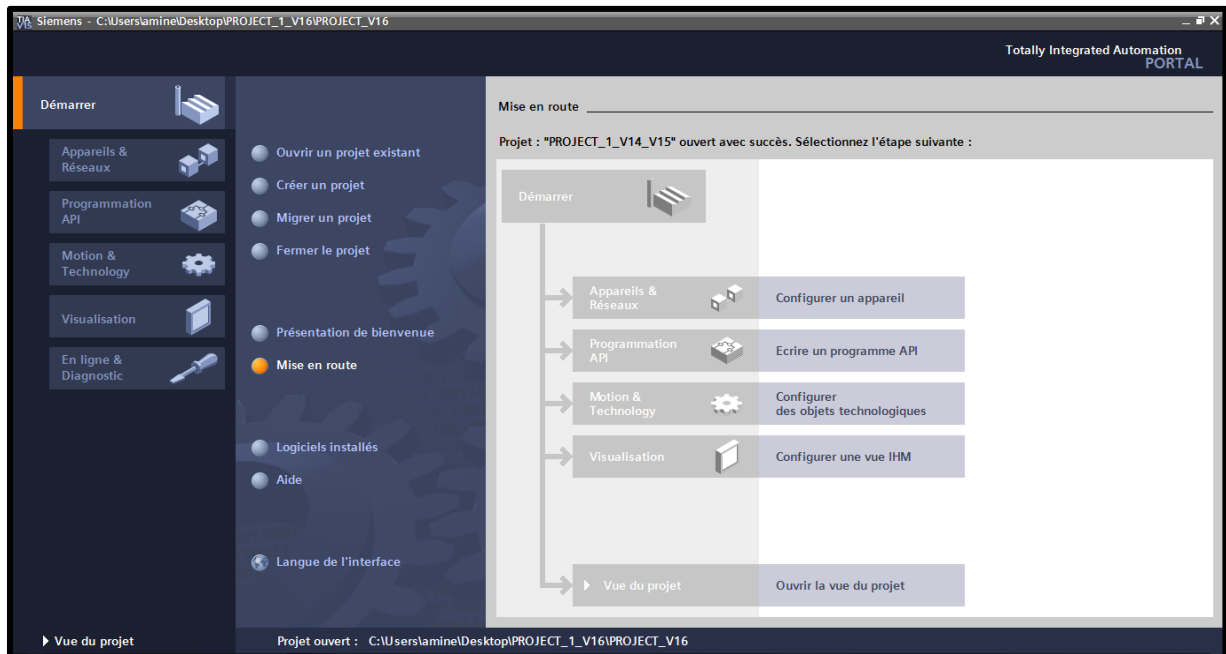 TIA V15 Siemens - C:\Users\amine\Desktop\PROJECT_1_V16\PROJECT_V16
Totally Integrated Automation
PORTAL
Démarrer
Appareils &
Réseaux
Programmation
API
Motion &
Technology
Visualisation
En ligne &
Diagnostic
Vue du projet
Ouvrir un projet existant
Créer un projet
Migrer un projet
Fermer le projet
Présentation de bienvenue
Mise en route
Logiciels installés
Aide
Langue de l'interface
Mise en route
Projet : "PROJECT_1_V14_V15" ouvert avec succès. Sélectionnez l'étape suivante :
Démarrer
Appareils &
Réseaux
Configurer un appareil
Programmation
API
Ecrire un programme API
Motion &
Technology
Configurer
des objets technologiques
Visualisation
Configurer une vue IHM
Vue du projet
Ouvrir la vue du projet
Projet ouvert : C:\Users\amine\Desktop\PROJECT_1_V16\PROJECT_V16